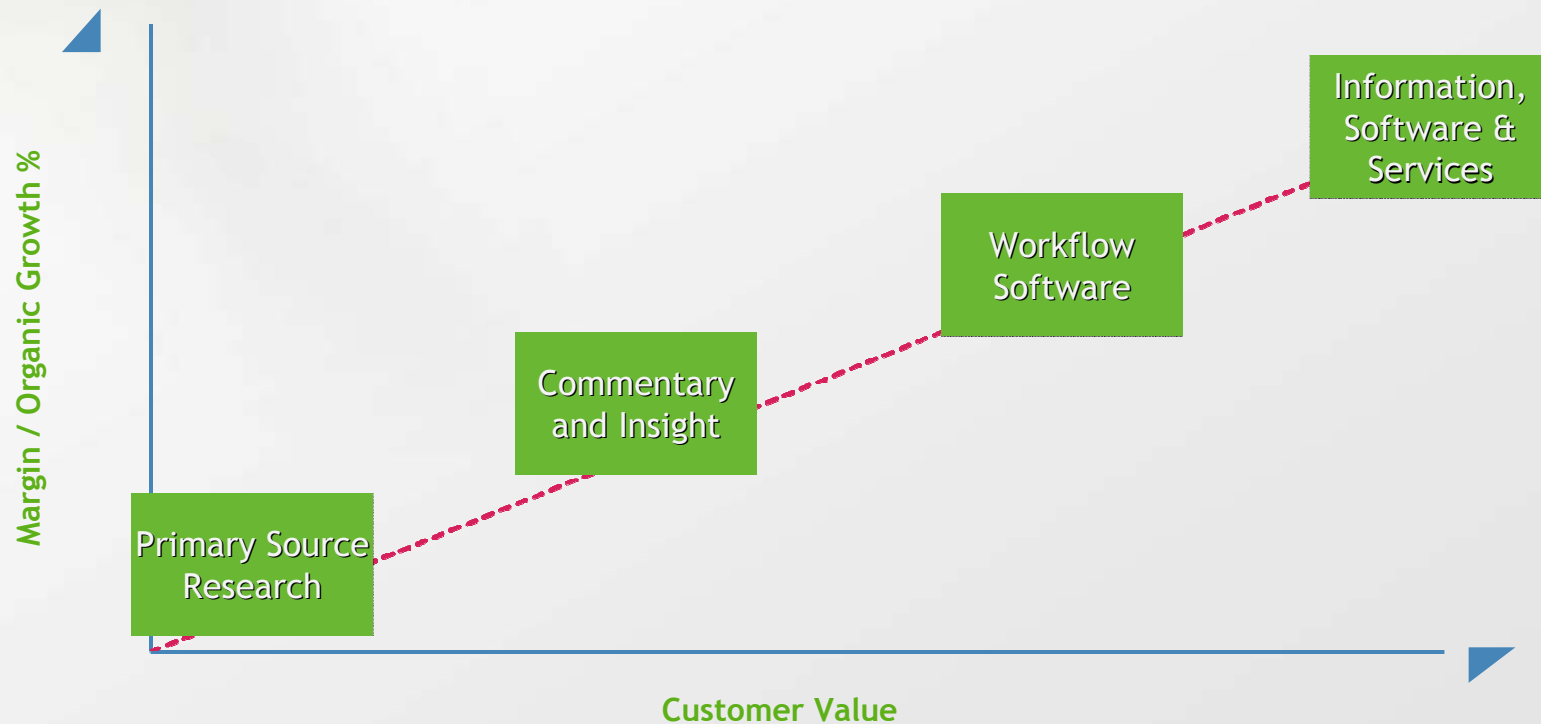 Margin / Organic Growth %
Information,
Software &
Services
Workflow
Software
Commentary
and Insight
Primary Source
Research
Customer Value